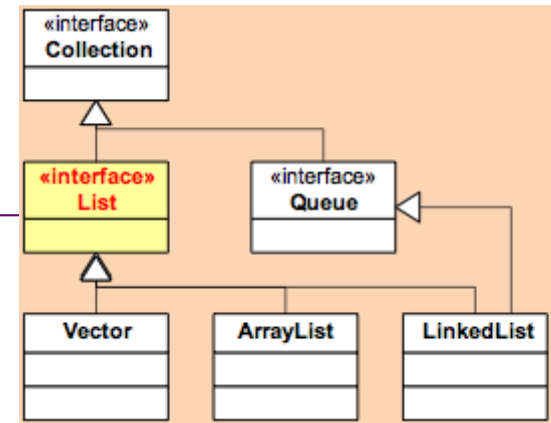 «interface»
Collection
«interface»
List
«interface»
Queue
Vector
ArrayList
LinkedList